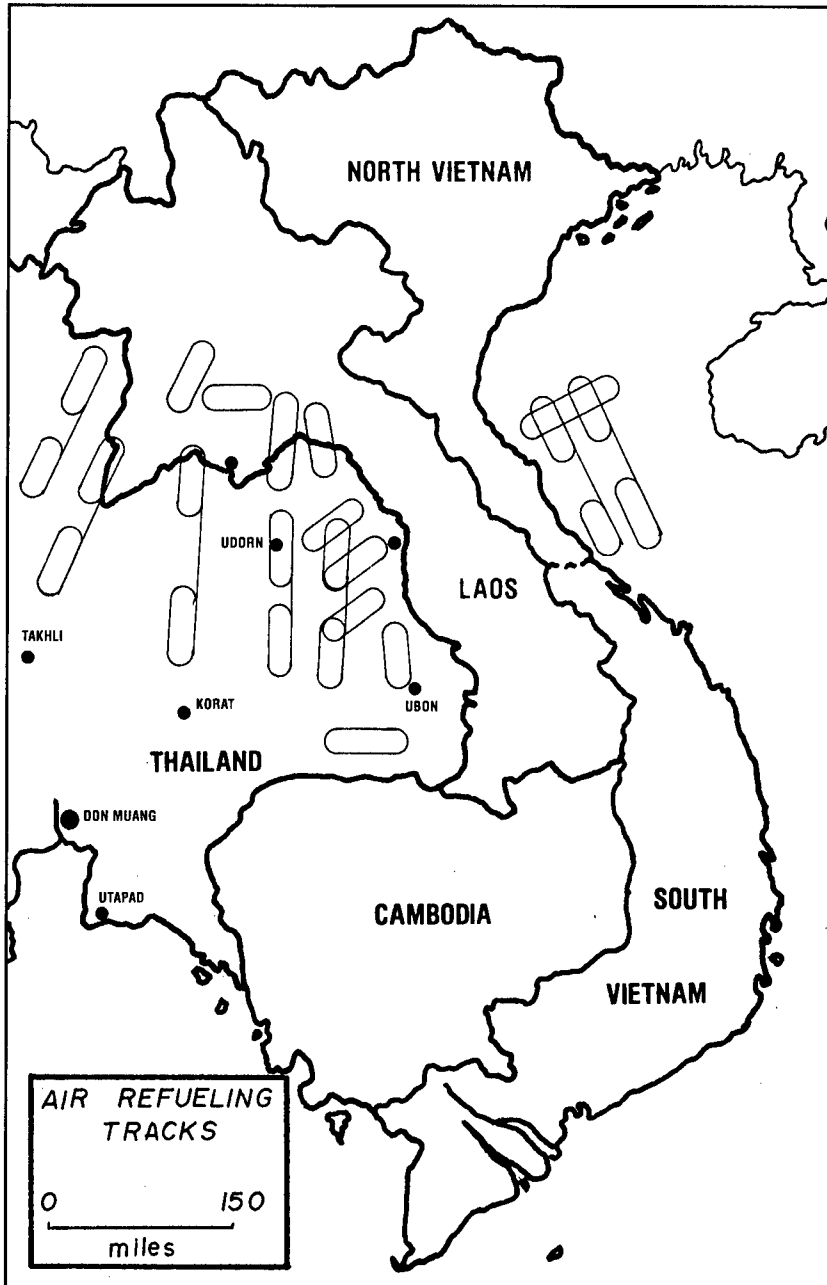 NORTH VIETNAM
UDORN
LAOS
TAKHLI
KORAT
UBON
THAILAND
DON MUANG
UTAPAD
CAMBODIA
SOUTH
VIETNAM
AIR REFUELING
TRACKS
0 150
miles